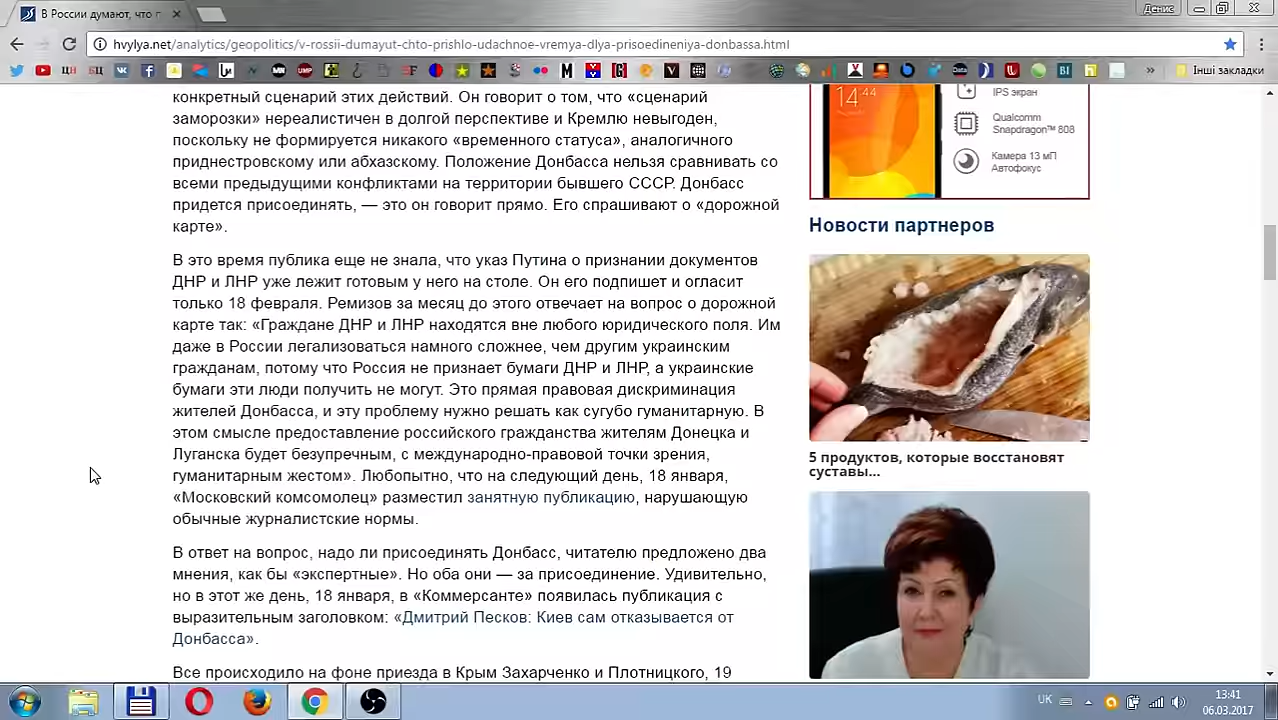 В России думают, что п
Денис
hvylya.net/analytics/geopolitics/v-rossii-dumayut-chto-prishlo-udachnoe-vremya-dlya-prisoedineniya-donbassa.html
Інші закладки
конкретный сценарий этих действий. Он говорит о том, что «сценарий
заморозки» нереалистичен в долгой перспективе и Кремлю невыгоден,
поскольку не формируется никакого «временного статуса», аналогичного
приднестровскому или абхазскому. Положение Донбасса нельзя сравнивать со
всеми предыдущими конфликтами на территории бывшего СССР. Донбасс
придется присоединять, — это он говорит прямо. Его спрашивают о «дорожной
карте».
В это время публика еще не знала, что указ Путина о признании документов
ДНР и ЛНР уже лежит готовым у него на столе. Он его подпишет и огласит
только 18 февраля. Ремизов за месяц до этого отвечает на вопрос о дорожной
карте так: «Граждане ДНР и ЛНР находятся вне любого юридического поля. Им
даже в России легализоваться намного сложнее, чем другим украинским
гражданам, потому что Россия не признает бумаги ДНР и ЛНР, а украинские
бумаги эти люди получить не могут. Это прямая правовая дискриминация
жителей Донбасса, и эту проблему нужно решать как сугубо гуманитарную. В
этом смысле предоставление российского гражданства жителям Донецка и
Луганска будет безупречным, с международно-правовой точки зрения,
гуманитарным жестом». Любопытно, что на следующий день, 18 января,
«Московский комсомолец» разместил занятную публикацию, нарушающую
обычные журналистские нормы.
В ответ на вопрос, надо ли присоединять Донбасс, читателю предложено два
мнения, как бы «экспертные». Но оба они — за присоединение. Удивительно,
но в этот же день, 18 января, в «Коммерсанте» появилась публикация с
выразительным заголовком: «Дмитрий Песков: Киев сам отказывается от
Донбасса».
Все происходило на фоне приезда в Крым Захарченко и Плотницкого, 19
14:44
IPS экран
Qualcomm
Snapdragon™ 808
Камера 13 мП
Автофокус
Новости партнеров
5 продуктов, которые восстановят
суставы...
UK
13:41
06.03.2017